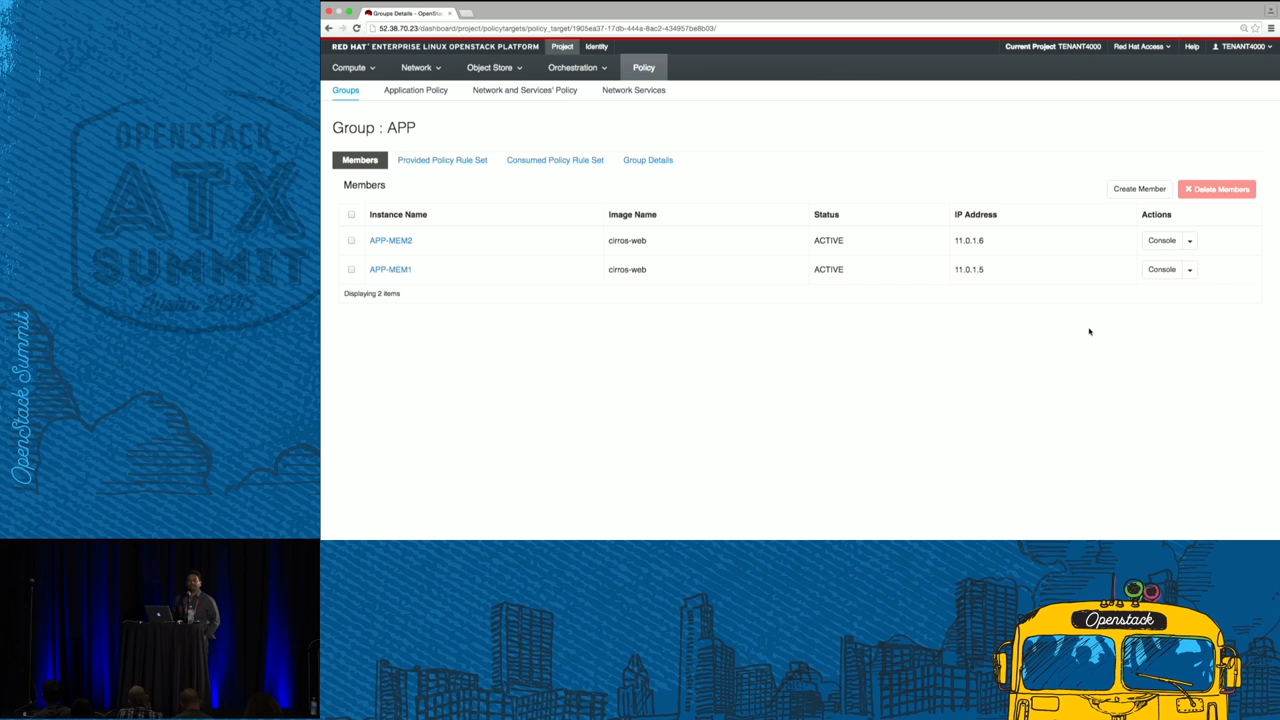 Groups Details - OpenSta
52.38.70.23/dashboard/project/policytargets/policy_target/1905ea37-17db-444a-8ac2-434957be8b03/
RED HAT ENTERPRISE LINUX OPENSTACK PLATFORM Project Identity Current Project TENANT4000 Red Hat Access Help TENANT4000
Compute Network Object Store Orchestration Policy
Groups Application Policy Network and Services' Policy Network Services
Group : APP
Members Provided Policy Rule Set Consumed Policy Rule Set Group Details
Members
Create Member Delete Members
Instance Name Image Name Status IP Address Actions
APP-MEM2 cirros-web ACTIVE 11.0.1.6 Console
APP-MEM1 cirros-web ACTIVE 11.0.1.5 Console
Displaying 2 items
OPENSTACK
ATX
OpenStack Summit
Openstack